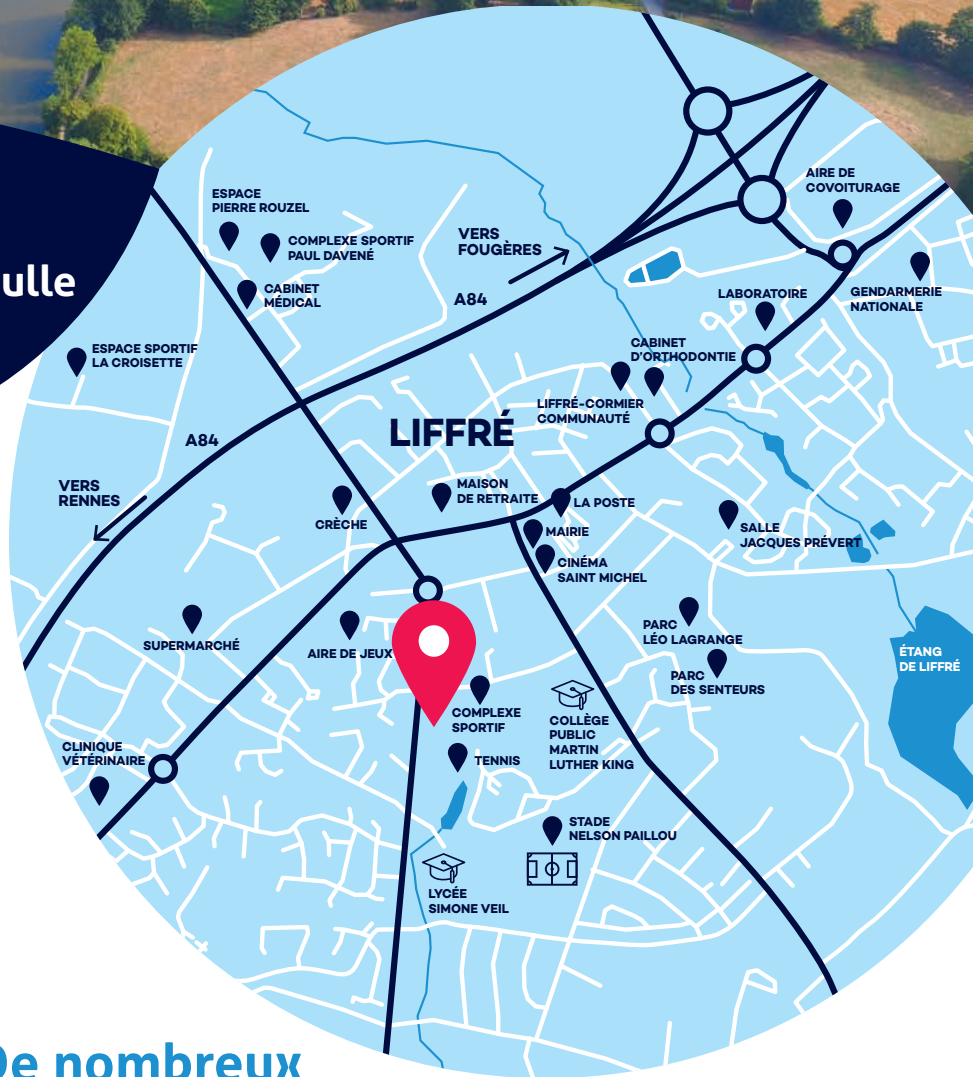 ulle
ESPACE
PIERRE ROUZEL
COMPLEXE SPORTIF
PAUL DAVENÉ
CABINET
MÉDICAL
VERS
FOUGÈRES
A84
AIRE DE
COVOITURAGE
GENDARMERIE
NATIONALE
LABORATOIRE
ESPACE SPORTIF
LA CROISETTE
CABINET
D'ORTHODONTIE
LIFFRÉ-CORMIER
COMMUNAUTÉ
LIFFRÉ
A84
VERS
RENNES
CRÈCHE
MAISON
DE RETRAITE
LA POSTE
MAIRIE
CINÉMA
SAINT MICHEL
SALLE
JACQUES PRÉVERT
SUPERMARCHÉ
AIRE DE JEUX
PARC
LÉO LAGRANGE
PARC
DES SENTEURS
ÉTANG
DE LIFFRÉ
COMPLEXE
SPORTIF
COLLÈGE
PUBLIC
MARTIN
LUTHER KING
CLINIQUE
VÉTÉRINAIRE
TENNIS
STADE
NELSON PAILLOU
LYCÉE
SIMONE VEIL
De nombreux